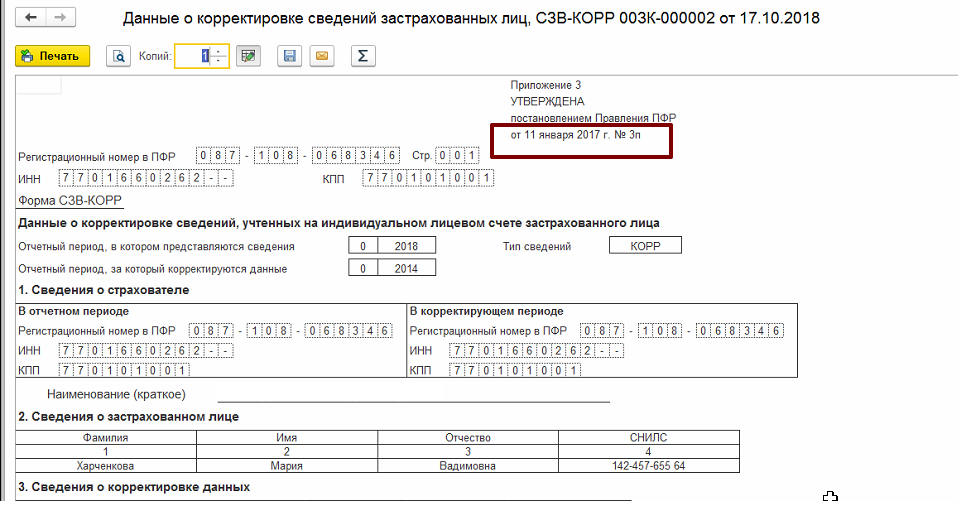 Данные о корректировке сведений застрахованных лиц, СЗВ-КОРР 003К-000002 от 17.10.2018
Печать Копий: 1 Σ
Приложение 3
УТВЕРЖДЕНА
постановлением Правления ПФР
от 11 января 2017 г. № 3п
Регистрационный номер в ПФР 087-108-068346 Стр. 001
ИНН 7701660262-- КПП 770101001
Форма СЗВ-КОРР
Данные о корректировке сведений, учтенных на индивидуальном лицевом счете застрахованного лица
Отчетный период, в котором представляются сведения 0 2018 Тип сведений КОРР
Отчетный период, за который корректируются данные 0 2014
1. Сведения о страхователе
В отчетном периоде В корректирующем периоде
Регистрационный номер в ПФР 087-108-068346 Регистрационный номер в ПФР 087-108-068346
ИНН 7701660262-- ИНН 7701660262--
КПП 770101001 КПП 770101001
Наименование (краткое)
2. Сведения о застрахованном лице
Фамилия Имя Отчество СНИЛС
1 2 3 4
Харченкова Мария Вадимовна 142-457-655 64
3. Сведения о корректировке данных